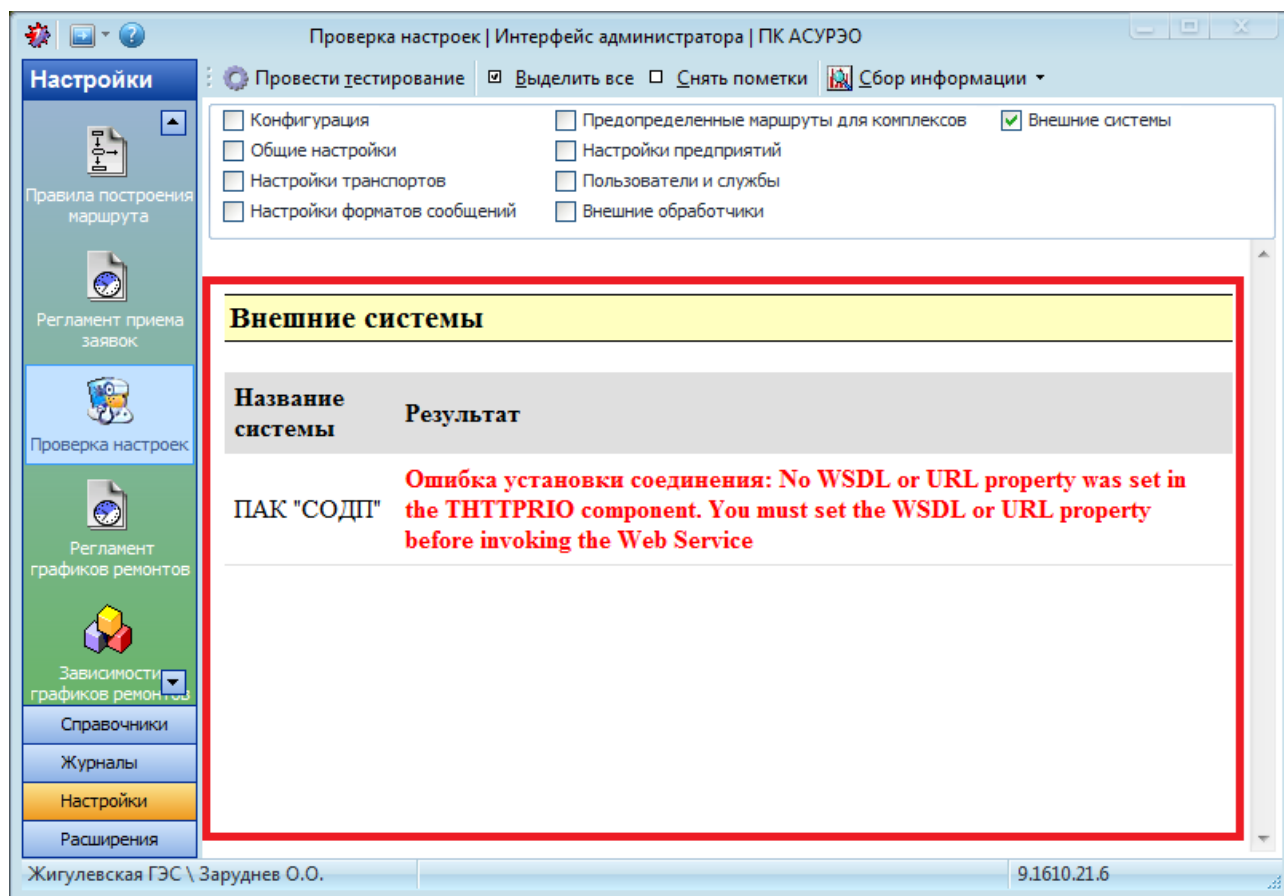 Проверка настроек | Интерфейс администратора | ПК АСУРЭО
Настройки
Провести тестирование Выделить все Снять пометки Сбор информации
Конфигурация Предопределенные маршруты для комплексов Внешние системы
Общие настройки Настройки предприятий
Настройки транспортов Пользователи и службы
Настройки форматов сообщений Внешние обработчики
Правила построения
маршрута
Регламент приема
заявок
Проверка настроек
Регламент
графиков ремонтов
Зависимости
графиков ремонтов
Справочники
Журналы
Настройки
Расширения
Внешние системы
Название
системы
Результат
ПАК "СОДП"
Ошибка установки соединения: No WSDL or URL property was set in
the THTTPRIO component. You must set the WSDL or URL property
before invoking the Web Service
Жигулевская ГЭС \ Заруднев О.О. 9.1610.21.6